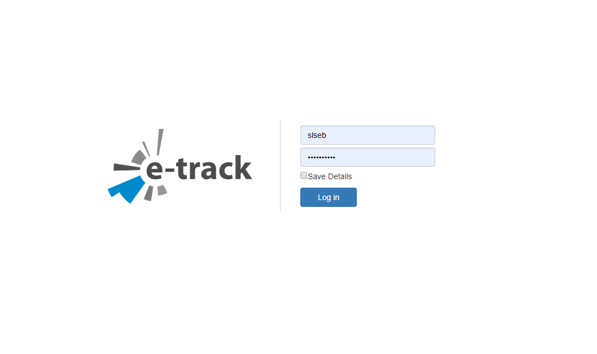 e-track
slseb
••••••••••
Save Details
Log in